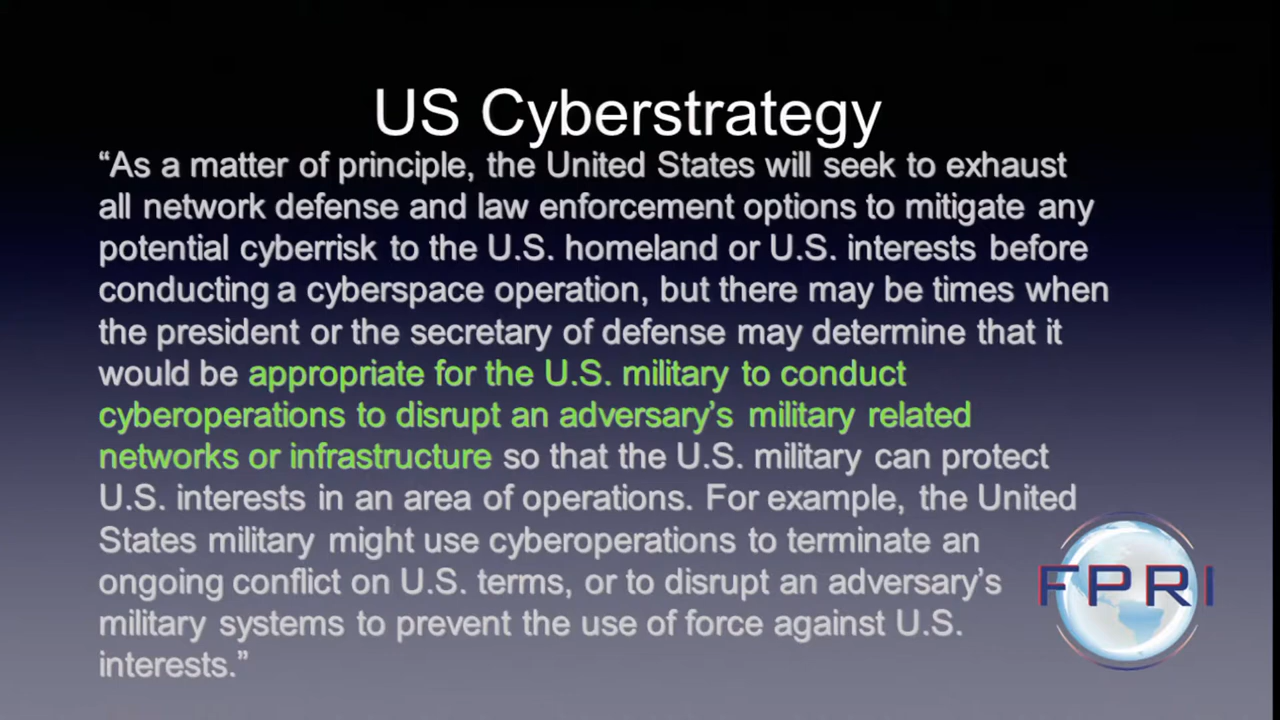 US Cyberstrategy
“As a matter of principle, the United States will seek to exhaust
all network defense and law enforcement options to mitigate any
potential cyberrisk to the U.S. homeland or U.S. interests before
conducting a cyberspace operation, but there may be times when
the president or the secretary of defense may determine that it
would be appropriate for the U.S. military to conduct
cyberoperations to disrupt an adversary’s military related
networks or infrastructure so that the U.S. military can protect
U.S. interests in an area of operations. For example, the United
States military might use cyberoperations to terminate an
ongoing conflict on U.S. terms, or to disrupt an adversary’s
military systems to prevent the use of force against U.S.
interests.”
FPRI